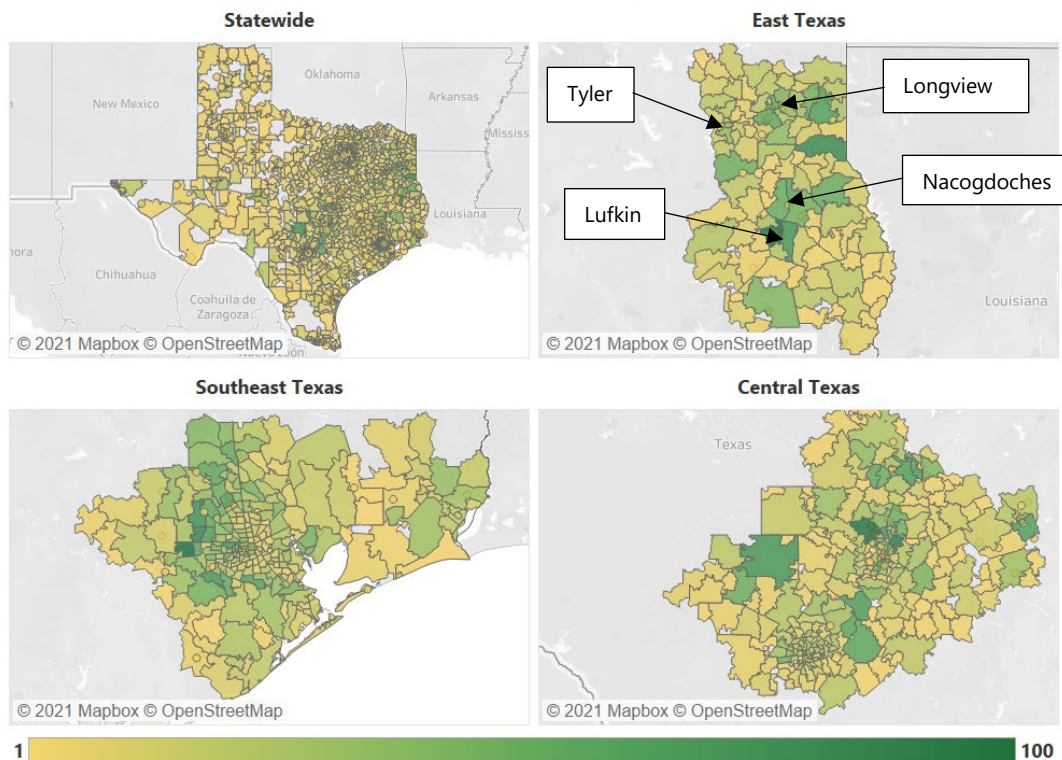 Statewide
East Texas
New Mexico
Oklahoma
Arkansas
Mississ
Louisiana
Chihuahua
Coahuila de
Zaragoza
nora
© 2021 Mapbox © OpenStreetMap
Tyler
Longview
Nacogdoches
Lufkin
Louisiana
© 2021 Mapbox © OpenStreetMap
Southeast Texas
Central Texas
© 2021 Mapbox © OpenStreetMap
Texas
© 2021 Mapbox © OpenStreetMap
1
100